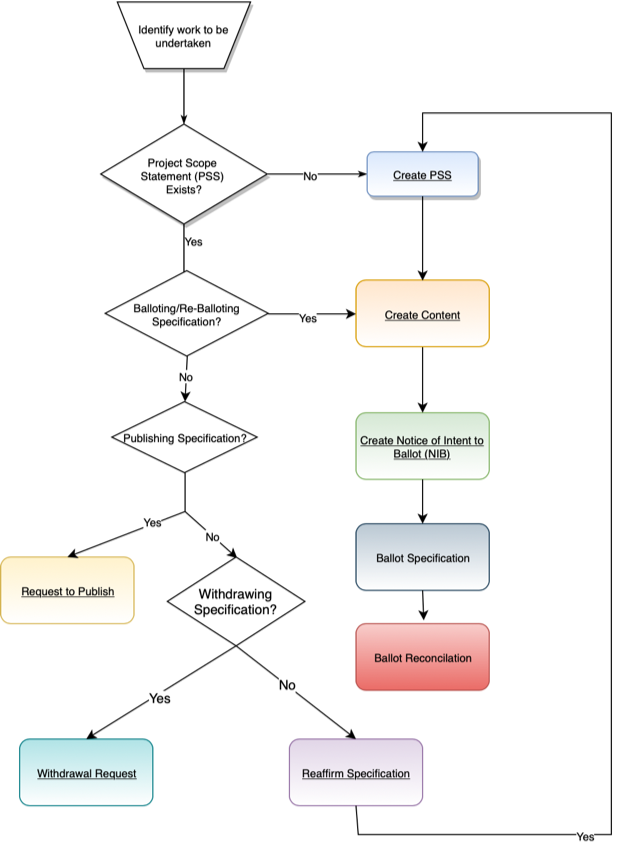 Identify work to be
undertaken
Project Scope
Statement (PSS)
Exists?
No
Create PSS
Yes
Balloting/Re-Balloting
Specification?
Yes
Create Content
No
Publishing Specification?
Create Notice of Intent to
Ballot (NIB)
Yes
No
Ballot Specification
Request to Publish
Withdrawing
Specification?
Ballot Reconcilation
Yes
No
Withdrawal Request
Reaffirm Specification
Yes